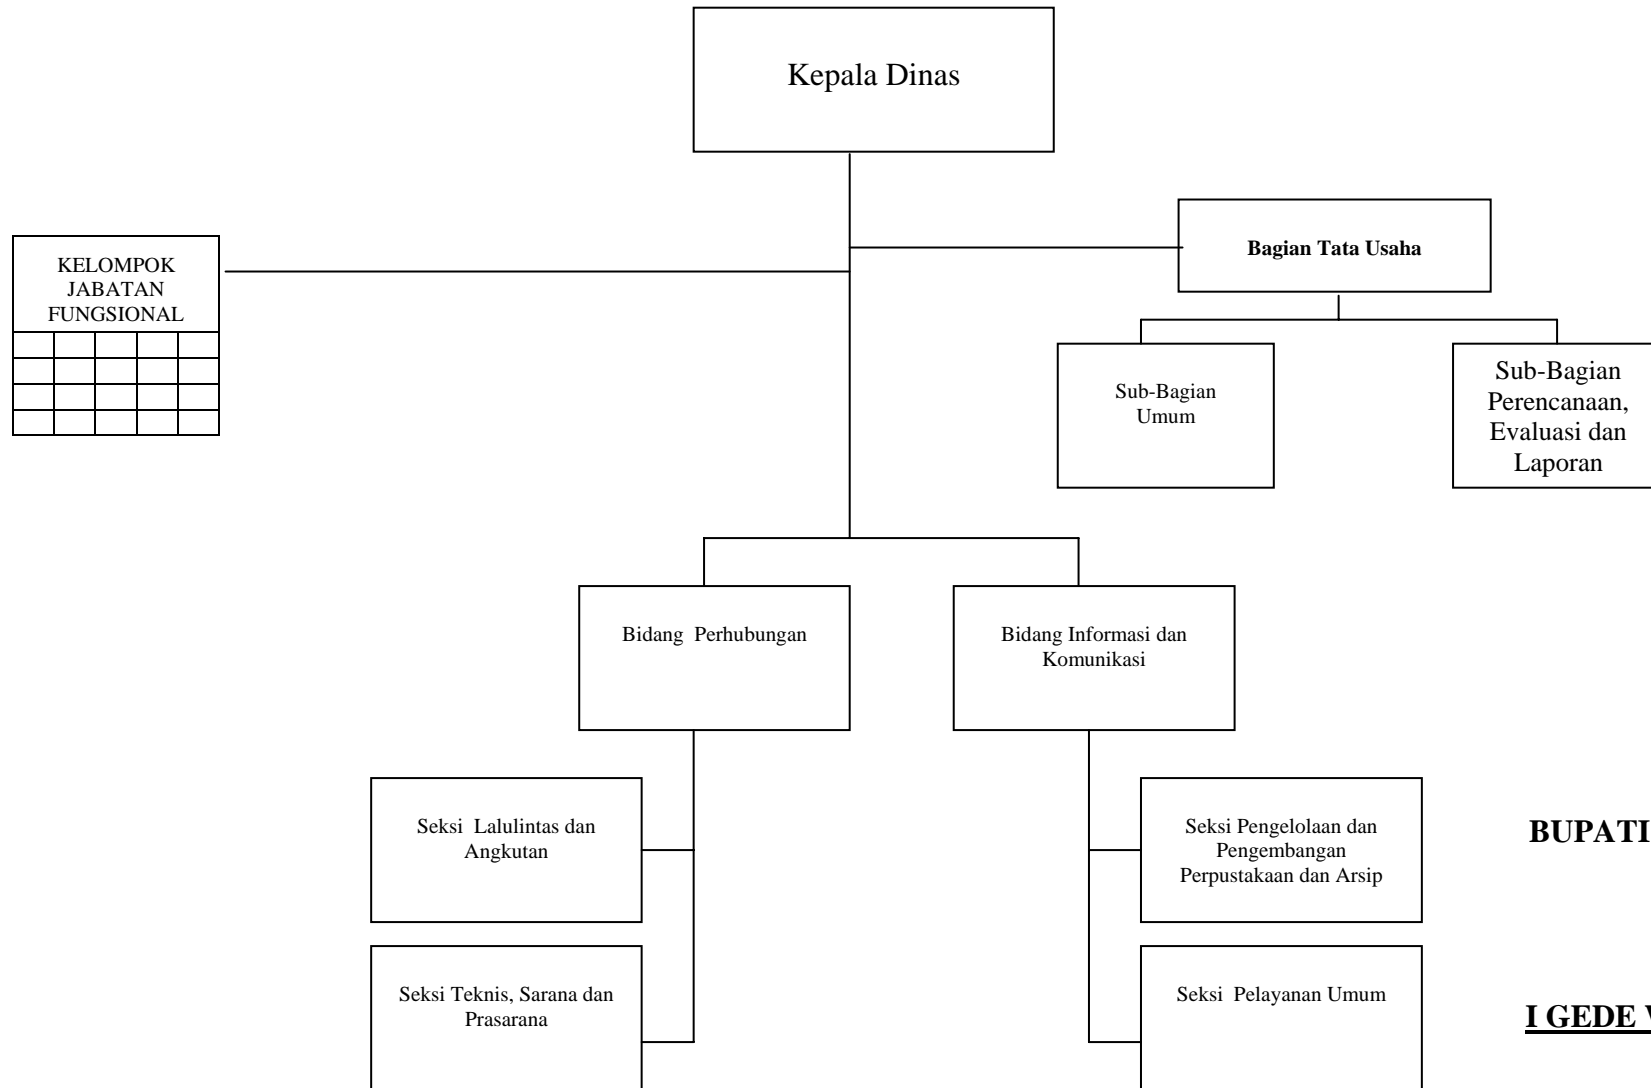 Kepala Dinas
Bagian Tata Usaha
KELOMPOK
JABATAN
FUNGSIONAL
Sub-Bagian
Umum
Sub-Bagian
Perencanaan,
Evaluasi dan
Laporan
Bidang  Perhubungan
Bidang Informasi dan
Komunikasi
Seksi  Lalulintas dan
Angkutan
Seksi Pengelolaan dan
Pengembangan
Perpustakaan dan Arsip
BUPATI
Seksi Teknis, Sarana dan
Prasarana
Seksi  Pelayanan Umum
I GEDE